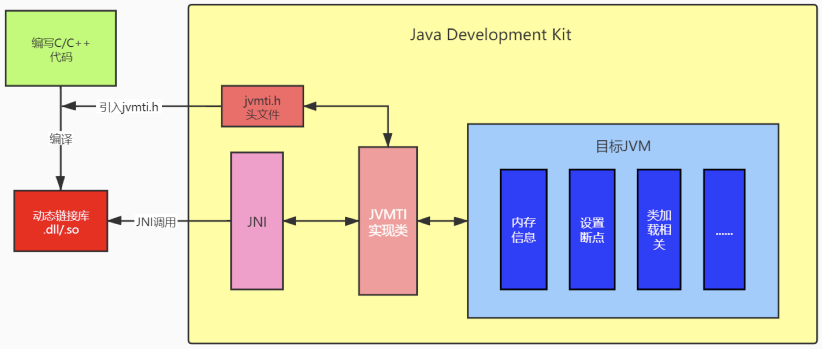 编写C/C++
代码
Java Development Kit
引入jvmti.h
jvmti.h
头文件
编译
目标JVM
动态链接库
.dll/.so
JNI调用
JNI
JVMTI
实现类
内存
信息
设置
断点
类加
载相
关
......